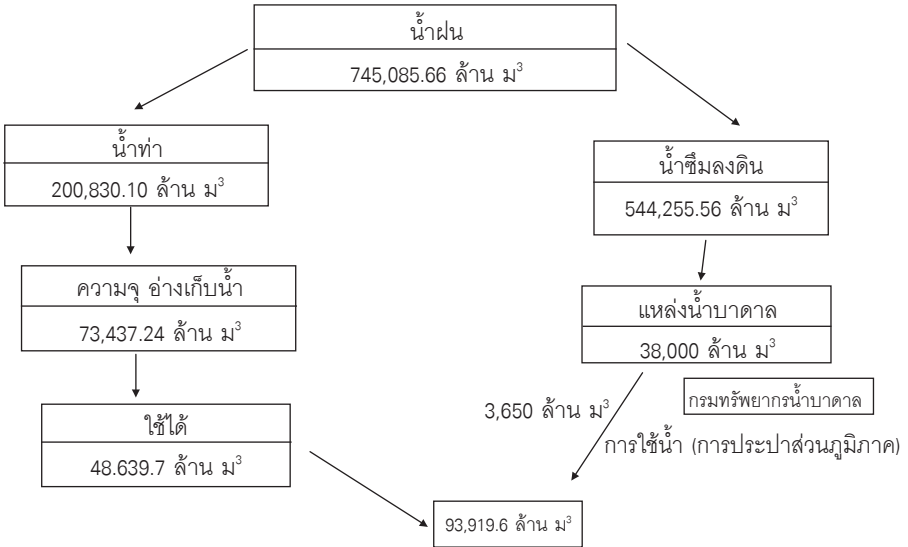 น้ำฝน
745,085.66 ล้าน ม³
น้ำท่า
200,830.10 ล้าน ม³
น้ำซึมลงดิน
544,255.56 ล้าน ม³
ความจุ อ่างเก็บน้ำ
73,437.24 ล้าน ม³
แหล่งน้ำบาดาล
38,000 ล้าน ม³
กรมทรัพยากรน้ำบาดาล
3,650 ล้าน ม³
ใช้ได้
48.639.7 ล้าน ม³
การใช้น้ำ (การประปาส่วนภูมิภาค)
93,919.6 ล้าน ม³